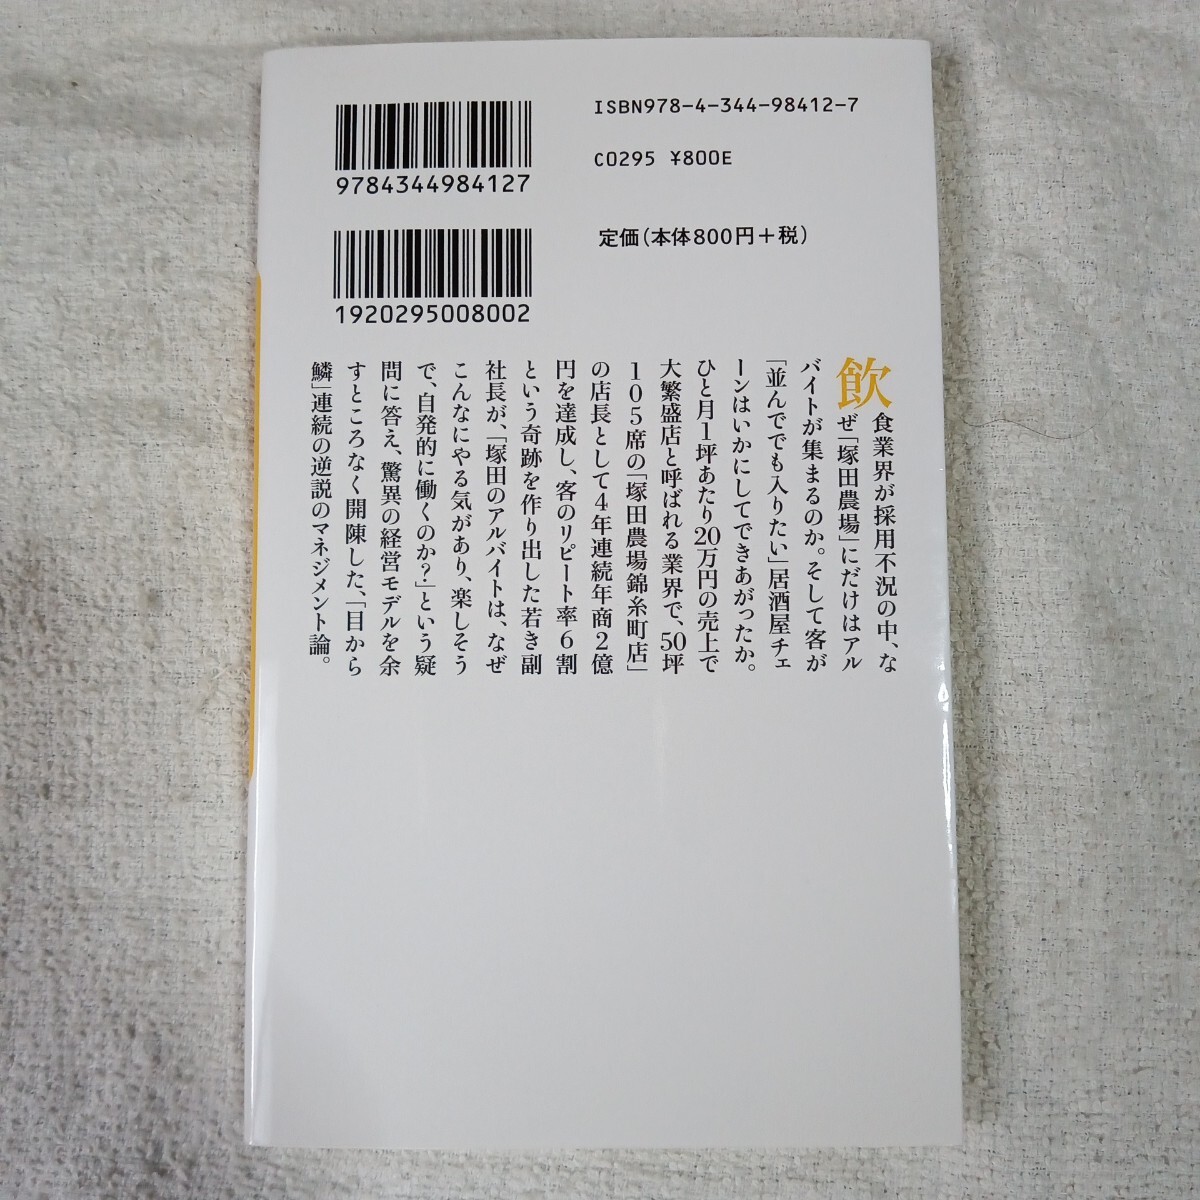 ISBN978-4-344-98412-7
C0295 ¥800E
9784344984127
定価(本体800円+税)
1920295008002
飲食業界が採用不況の中、な
ぜ「塚田農場」にだけはアル
バイトが集まるのか。そして客が
「並んででも入りたい」居酒屋チェ
ーンはいかにしてできあがったか。
ひと月1坪あたり20万円の売上で
大繁盛店と呼ばれる業界で、50坪
105席の「塚田農場錦糸町店」
の店長として4年連続年商2億
円を達成し、客のリピート率6割
という奇跡を作り出した若き副
社長が、「塚田のアルバイトは、なぜ
こんなにやる気があり、楽しそう
で、自発的に働くのか?」という疑
問に答え、驚異の経営モデルを余
すところなく開陳した、「目から
鱗」連続の逆説のマネジメント論。